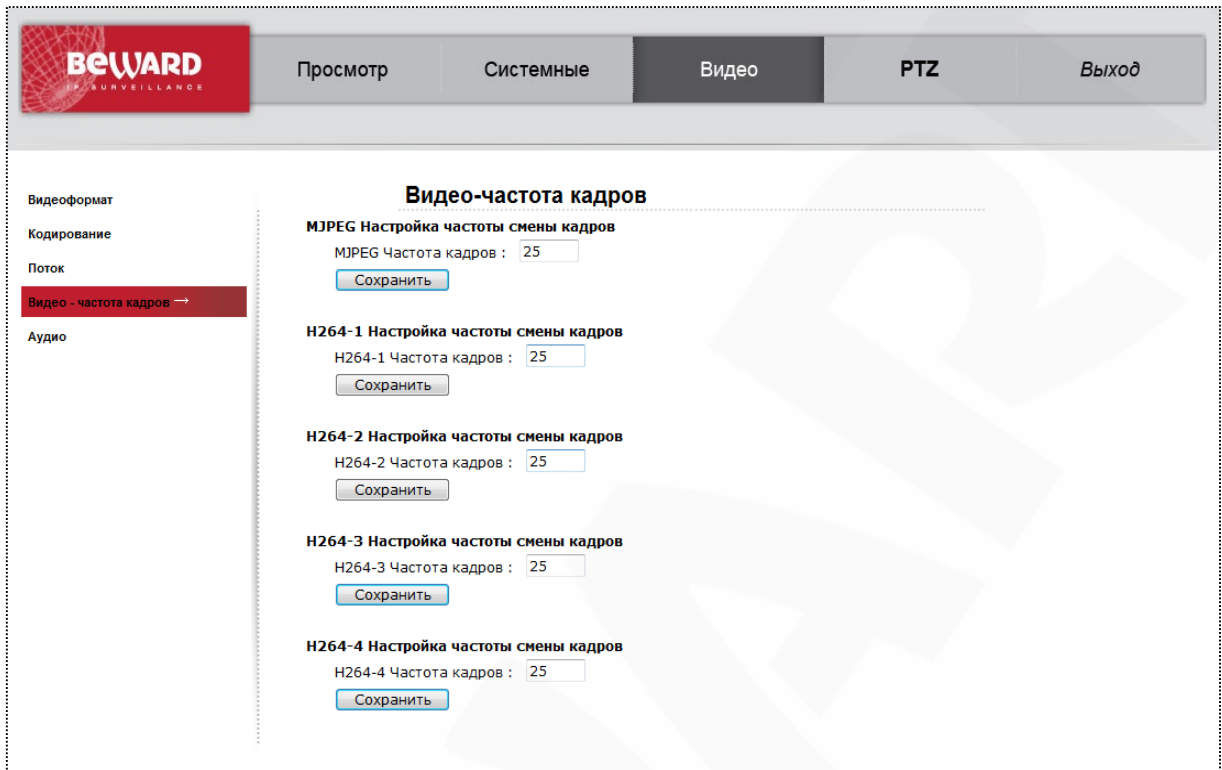 BEWARD
IP SURVEILLANCE
Просмотр
Системные
Видео
PTZ
Выход
Видеоформат
Кодирование
Поток
Видео - частота кадров →
Аудио
Видео-частота кадров
MJPEG Настройка частоты смены кадров
MJPEG Частота кадров : 25
Сохранить
H264-1 Настройка частоты смены кадров
H264-1 Частота кадров : 25
Сохранить
H264-2 Настройка частоты смены кадров
H264-2 Частота кадров : 25
Сохранить
H264-3 Настройка частоты смены кадров
H264-3 Частота кадров : 25
Сохранить
H264-4 Настройка частоты смены кадров
H264-4 Частота кадров : 25
Сохранить